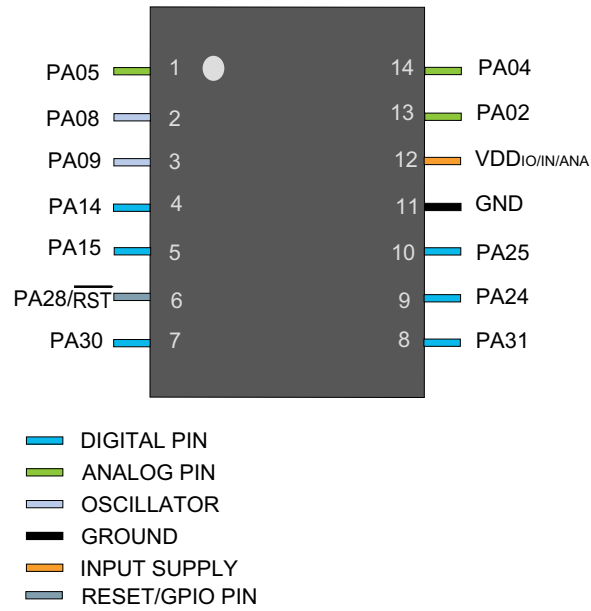 PA05 1 14 PA04
PA08 2 13 PA02
PA09 3 12 VDDIO/IN/ANA
PA14 4 11 GND
PA15 5 10 PA25
PA28/RST 6 9 PA24
PA30 7 8 PA31
DIGITAL PIN
ANALOG PIN
OSCILLATOR
GROUND
INPUT SUPPLY
RESET/GPIO PIN